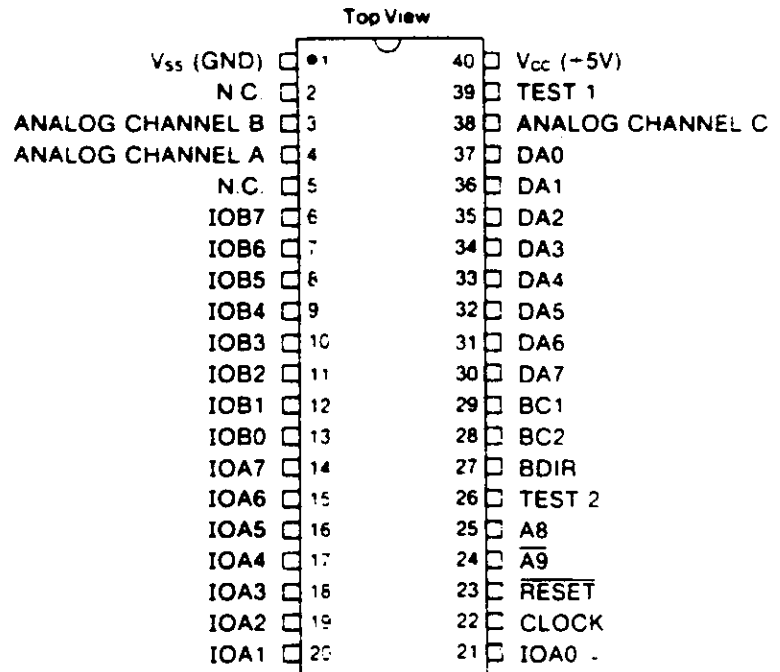 Top View
VSS (GND) 1 40 VCC (+5V)
N.C. 2 39 TEST 1
ANALOG CHANNEL B 3 38 ANALOG CHANNEL C
ANALOG CHANNEL A 4 37 DA0
N.C. 5 36 DA1
IOB7 6 35 DA2
IOB6 7 34 DA3
IOB5 8 33 DA4
IOB4 9 32 DA5
IOB3 10 31 DA6
IOB2 11 30 DA7
IOB1 12 29 BC1
IOB0 13 28 BC2
IOA7 14 27 BDIR
IOA6 15 26 TEST 2
IOA5 16 25 A8
IOA4 17 24 A9
IOA3 18 23 RESET
IOA2 19 22 CLOCK
IOA1 20 21 IOA0